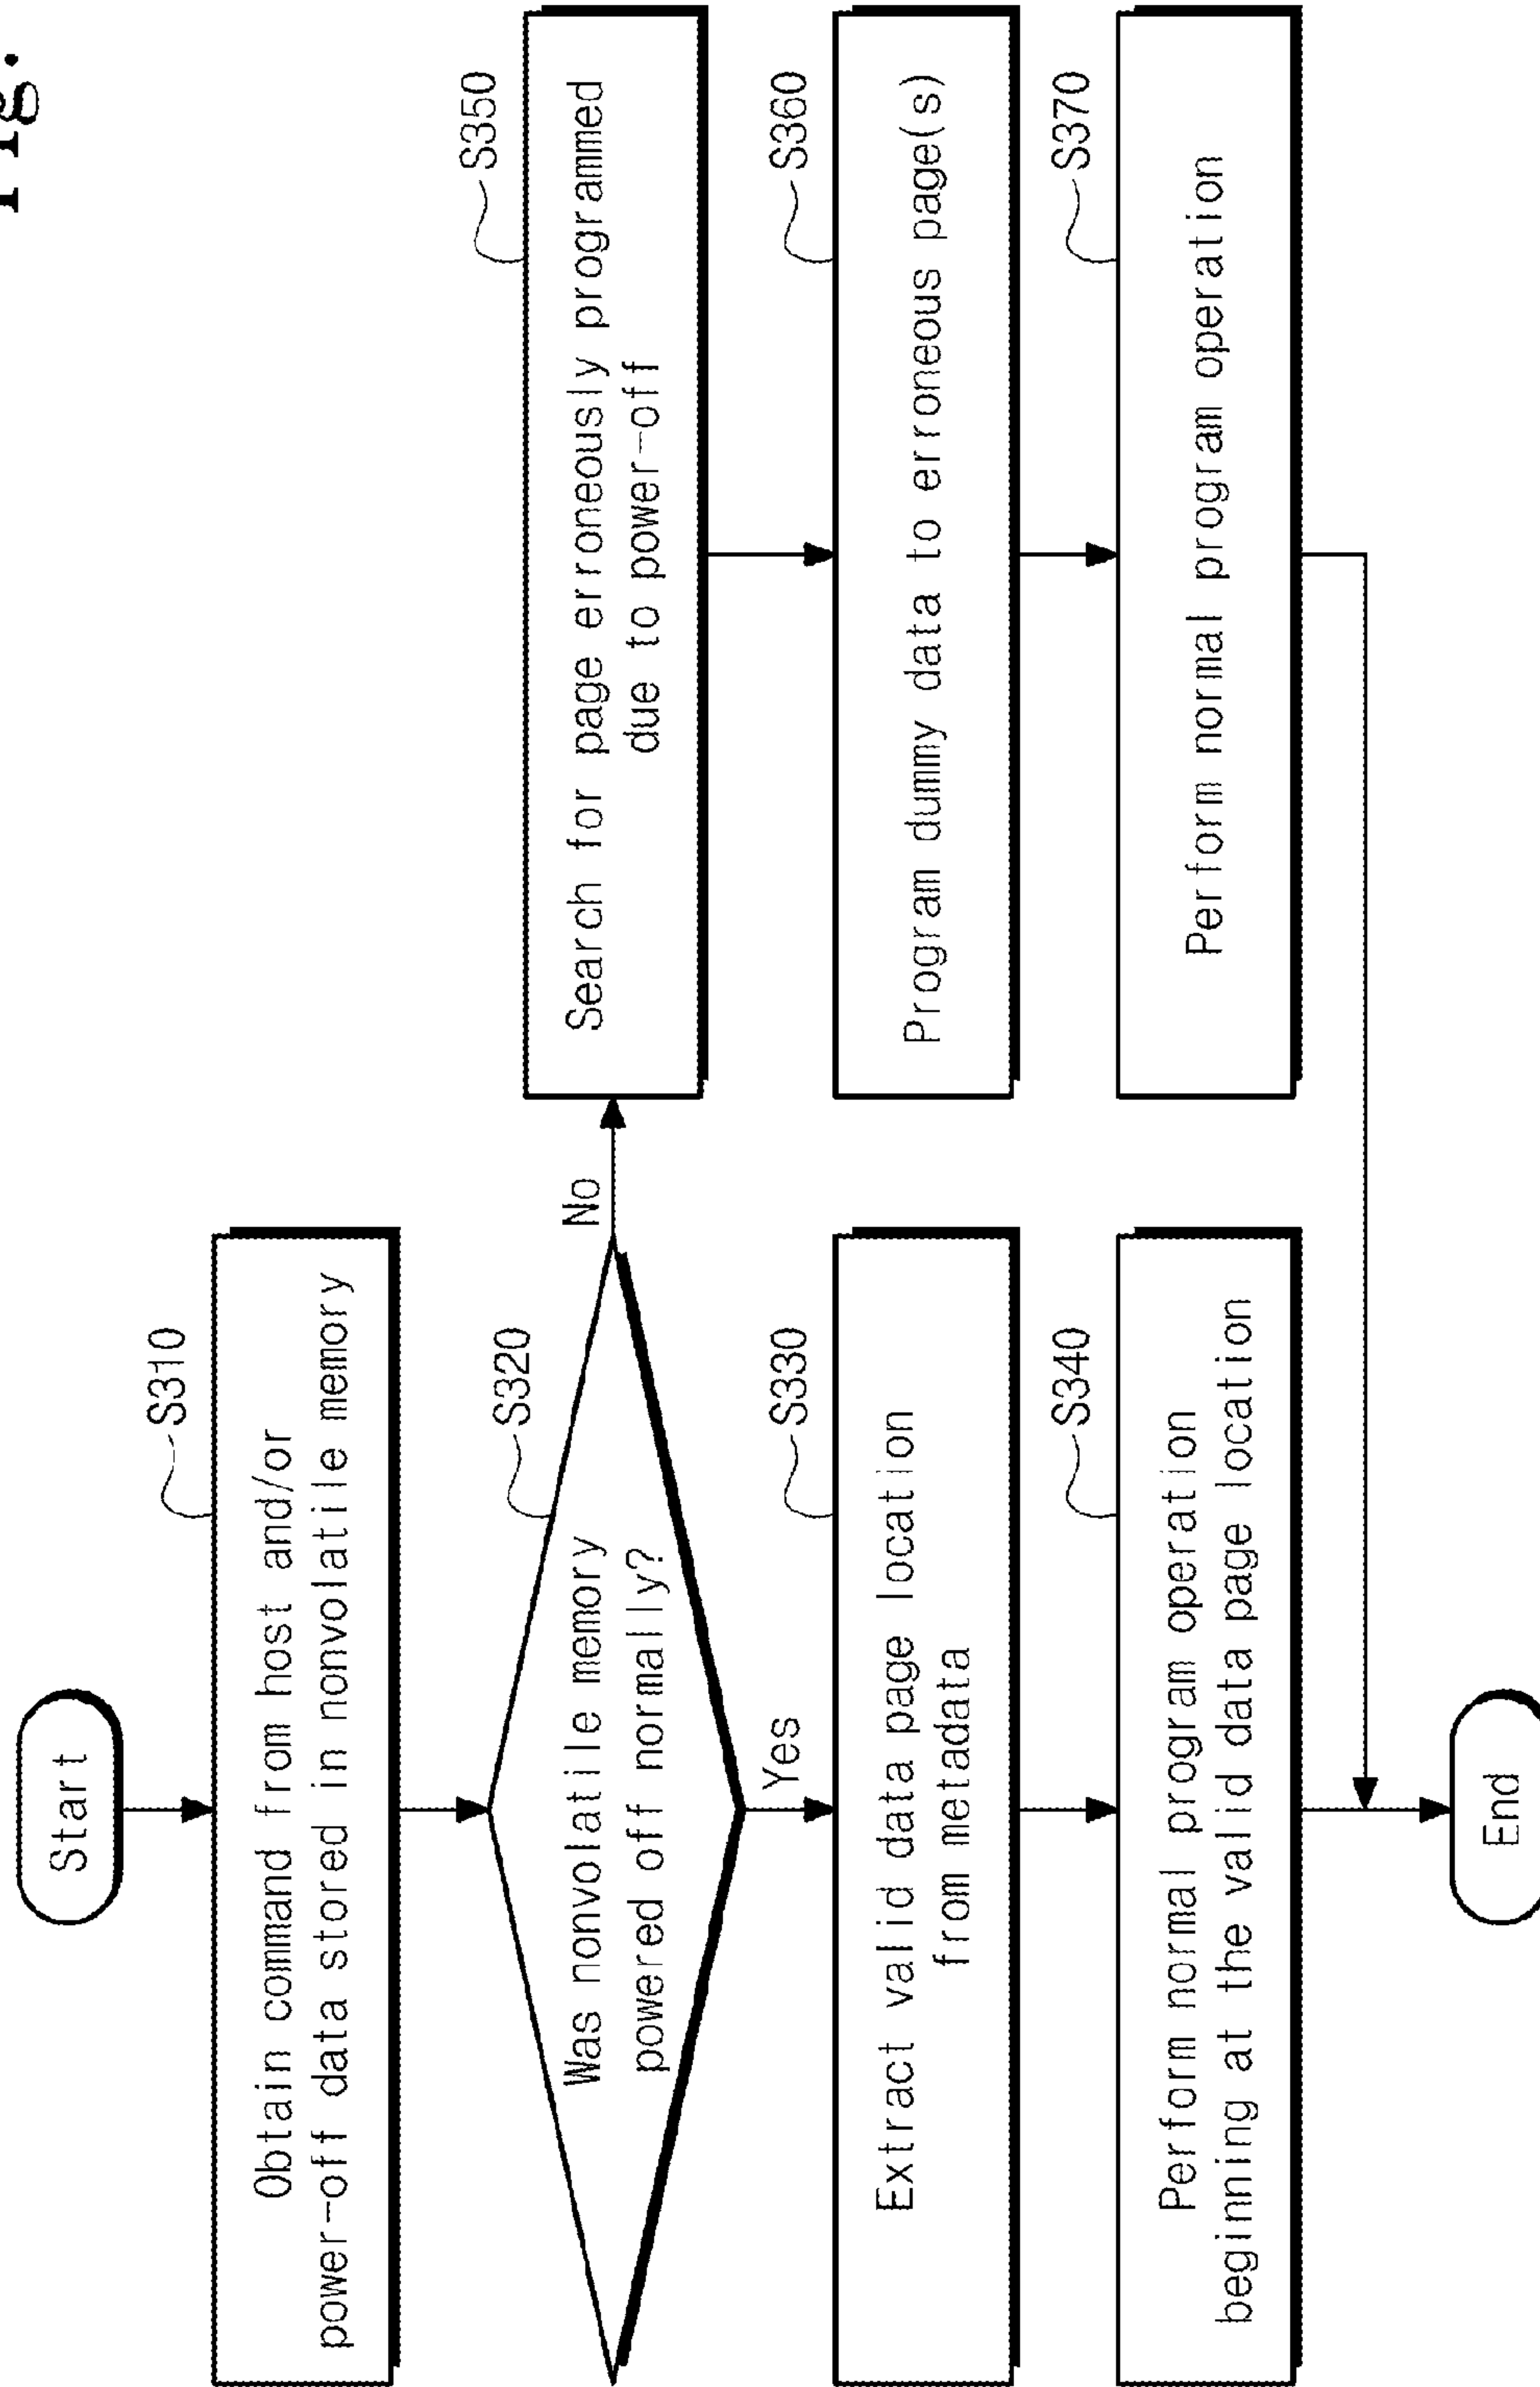 Fig.
Start
S310
Obtain command from host and/or
power-off data stored in nonvolatile memory
S320
Was nonvolatile memory
powered off normally?
No
Yes
S330
Extract valid data page location
from metadata
S340
Perform normal program operation
beginning at the valid data page location
S350
Search for page erroneously programmed
due to power-off
S360
Program dummy data to erroneous page(s)
S370
Perform normal program operation
End